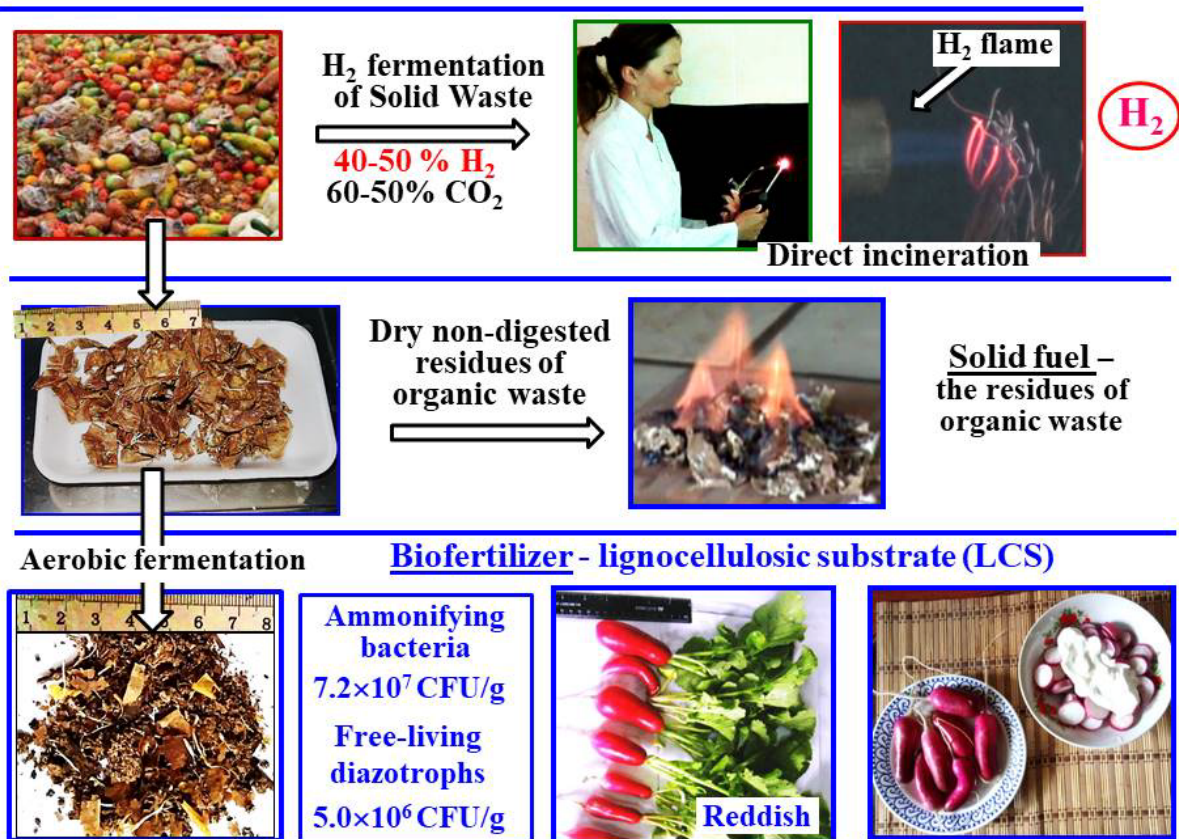 H₂ fermentation
of Solid Waste
40-50 % H₂
60-50% CO₂
H₂ flame
H₂
Direct incineration
1 2 3 4 5 6 7
Dry non-digested
residues of
organic waste
Solid fuel –
the residues of
organic waste
Aerobic fermentation
Biofertilizer - lignocellulosic substrate (LCS)
1 2 3 4 5 6 7 8
Ammonifying
bacteria
7.2×10⁷ CFU/g
Free-living
diazotrophs
5.0×10⁶ CFU/g
Reddish